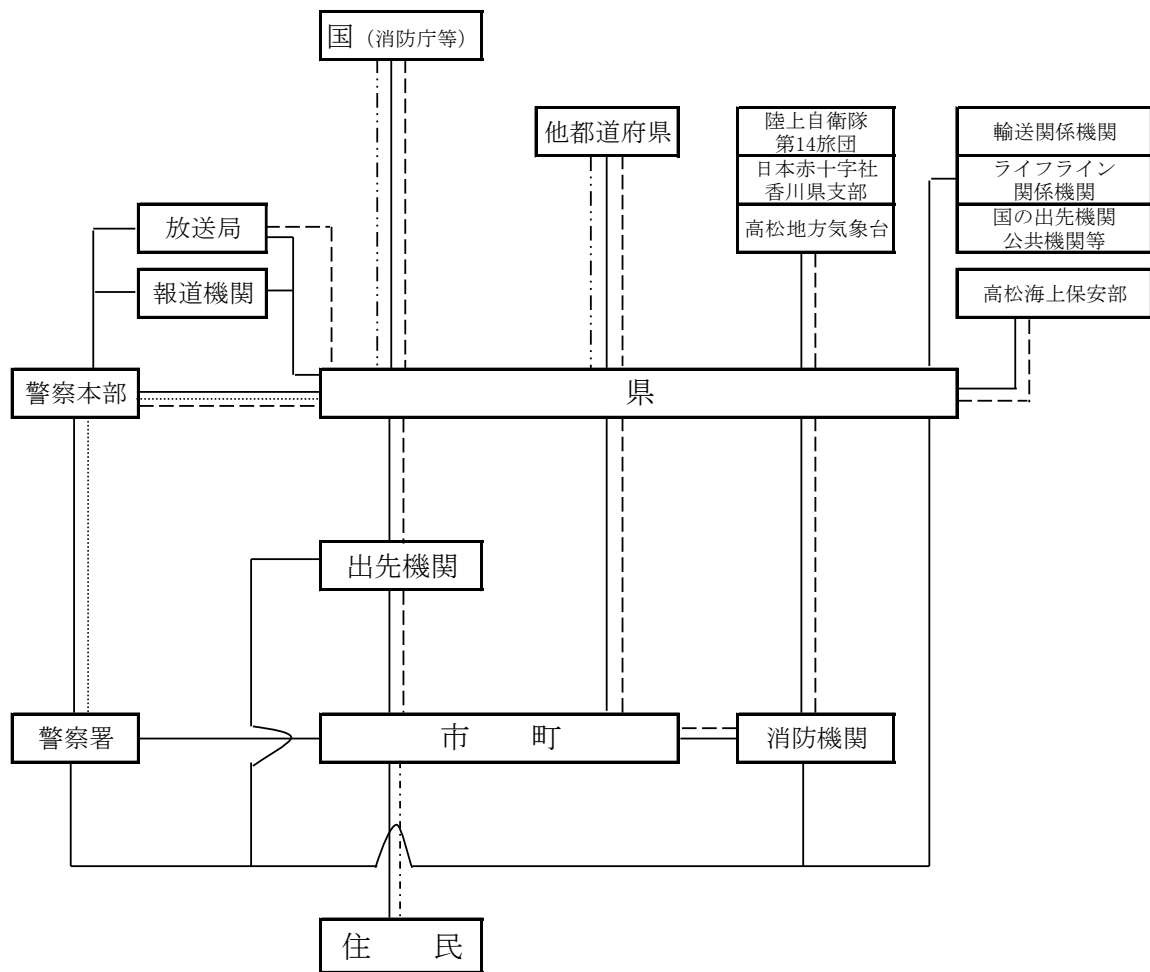 国（消防庁等）
他都道府県
陸上自衛隊
第14旅団
日本赤十字社
香川県支部
高松地方気象台
輸送関係機関
ライフライン
関係機関
国の出先機関
公共機関等
放送局
報道機関
高松海上保安部
警察本部
県
出先機関
警察署
市　　町
消防機関
住　　民